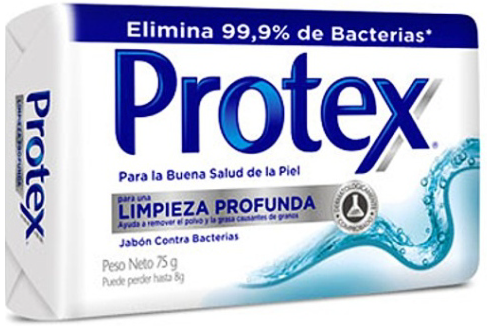 Elimina 99,9% de Bacterias*
Protex
Para la Buena Salud de la Piel
para una
LIMPIEZA PROFUNDA
Ayuda a remover el polvo y la grasa causantes de granos
Jabón Contra Bacterias
Peso Neto 75 g
Puede perder hasta 8g
DERMATOLÓGICAMENTE
COMPROBADO
Protex
LIMPIEZA PROFUNDA